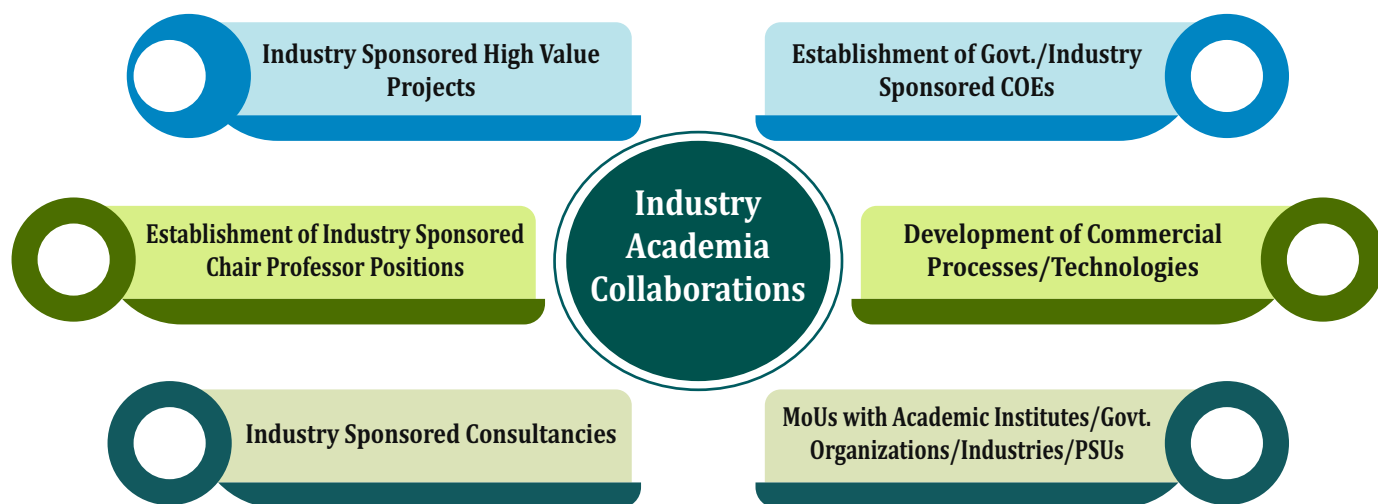 Industry Sponsored High Value
Projects
Establishment of Govt./Industry
Sponsored COEs
Industry
Academia
Collaborations
Establishment of Industry Sponsored
Chair Professor Positions
Development of Commercial
Processes/Technologies
Industry Sponsored Consultancies
MoUs with Academic Institutes/Govt.
Organizations/Industries/PSUs